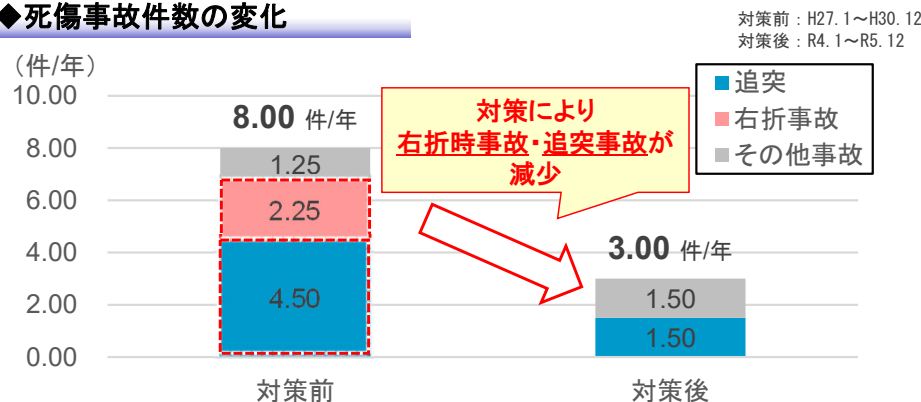 ◆死傷事故件数の変化
対策前：H27.1～H30.12
対策後：R4.1～R5.12
（件/年）
10.00
8.00
6.00
4.00
2.00
0.00
8.00 件/年
1.25
2.25
4.50
対策により
右折時事故・追突事故が
減少
追突
右折事故
その他事故
3.00 件/年
1.50
1.50
対策前
対策後